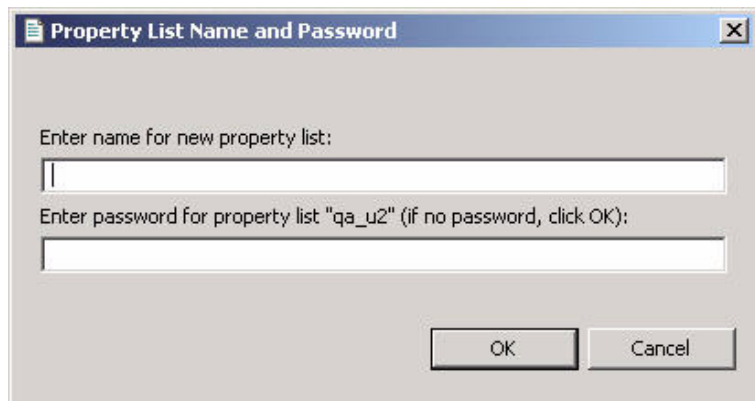 Property List Name and Password
Enter name for new property list:
Enter password for property list "qa_u2" (if no password, click OK):
OK Cancel